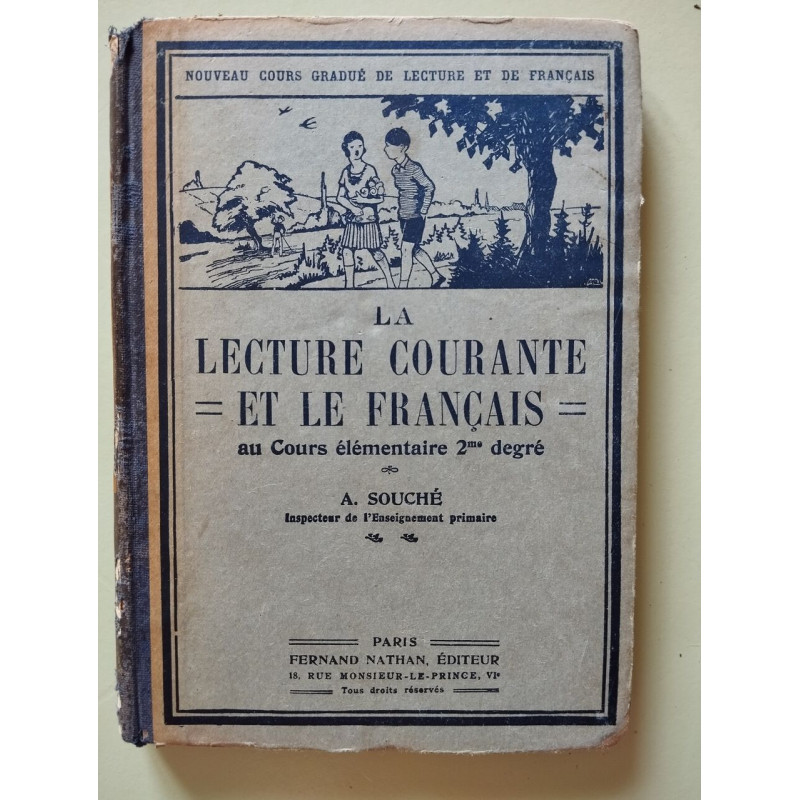 NOUVEAU COURS GRADUÉ DE LECTURE ET DE FRANÇAIS
LA
LECTURE COURANTE
= ET LE FRANÇAIS =
au Cours élémentaire 2me degré
A. SOUCHÉ
Inspecteur de l'Enseignement primaire
PARIS
FERNAND NATHAN, ÉDITEUR
18, RUE MONSIEUR-LE-PRINCE, VIe
Tous droits réservés